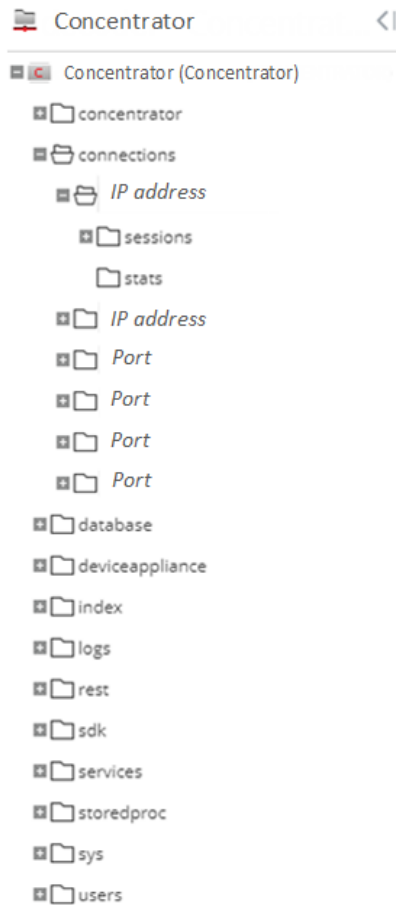 Concentrator
C Concentrator (Concentrator)
concentrator
connections
IP address
sessions
stats
IP address
Port
Port
Port
Port
database
deviceappliance
index
logs
rest
sdk
services
storedproc
sys
users